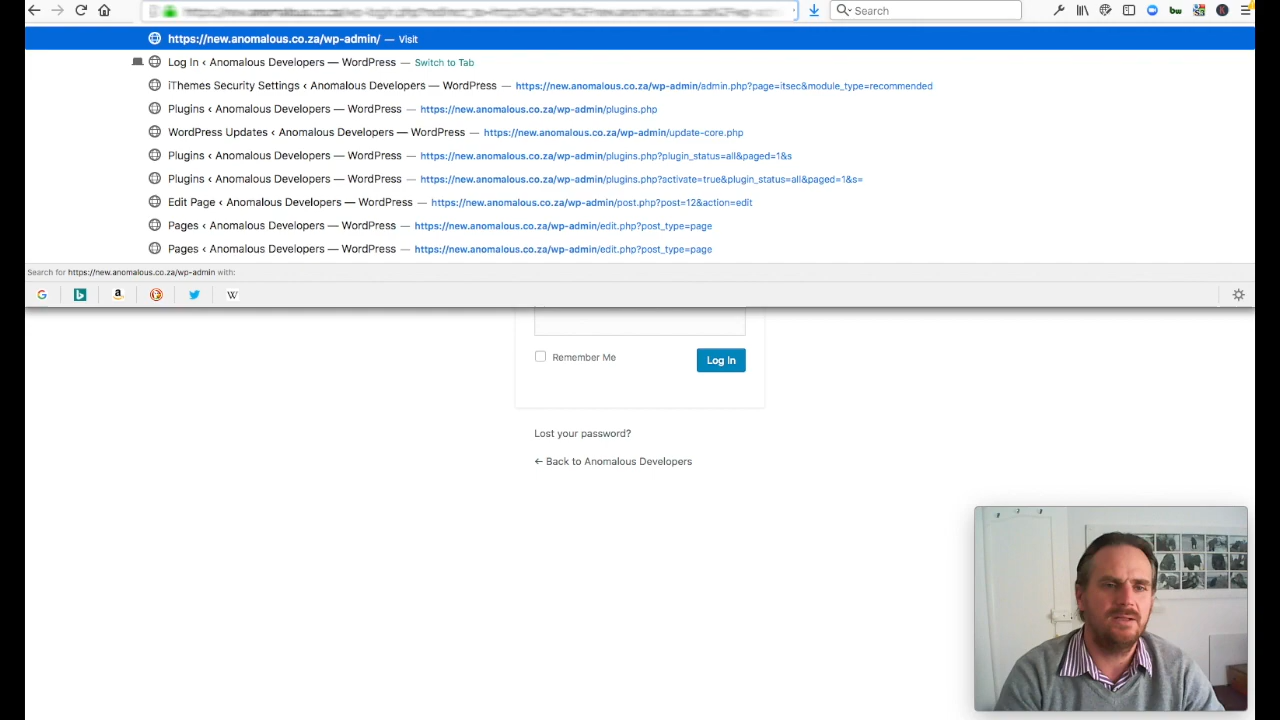 Search
https://new.anomalous.co.za/wp-admin/ — Visit
Log In ‹ Anomalous Developers — WordPress — Switch to Tab
iThemes Security Settings ‹ Anomalous Developers — WordPress — https://new.anomalous.co.za/wp-admin/admin.php?page=itsec&module_type=recommended
Plugins ‹ Anomalous Developers — WordPress — https://new.anomalous.co.za/wp-admin/plugins.php
WordPress Updates ‹ Anomalous Developers — WordPress — https://new.anomalous.co.za/wp-admin/update-core.php
Plugins ‹ Anomalous Developers — WordPress — https://new.anomalous.co.za/wp-admin/plugins.php?plugin_status=all&paged=1&s
Plugins ‹ Anomalous Developers — WordPress — https://new.anomalous.co.za/wp-admin/plugins.php?activate=true&plugin_status=all&paged=1&s=
Edit Page ‹ Anomalous Developers — WordPress — https://new.anomalous.co.za/wp-admin/post.php?post=12&action=edit
Pages ‹ Anomalous Developers — WordPress — https://new.anomalous.co.za/wp-admin/edit.php?post_type=page
Pages ‹ Anomalous Developers — WordPress — https://new.anomalous.co.za/wp-admin/edit.php?post_type=page
Search for https://new.anomalous.co.za/wp-admin with:
Remember Me
Log In
Lost your password?
← Back to Anomalous Developers